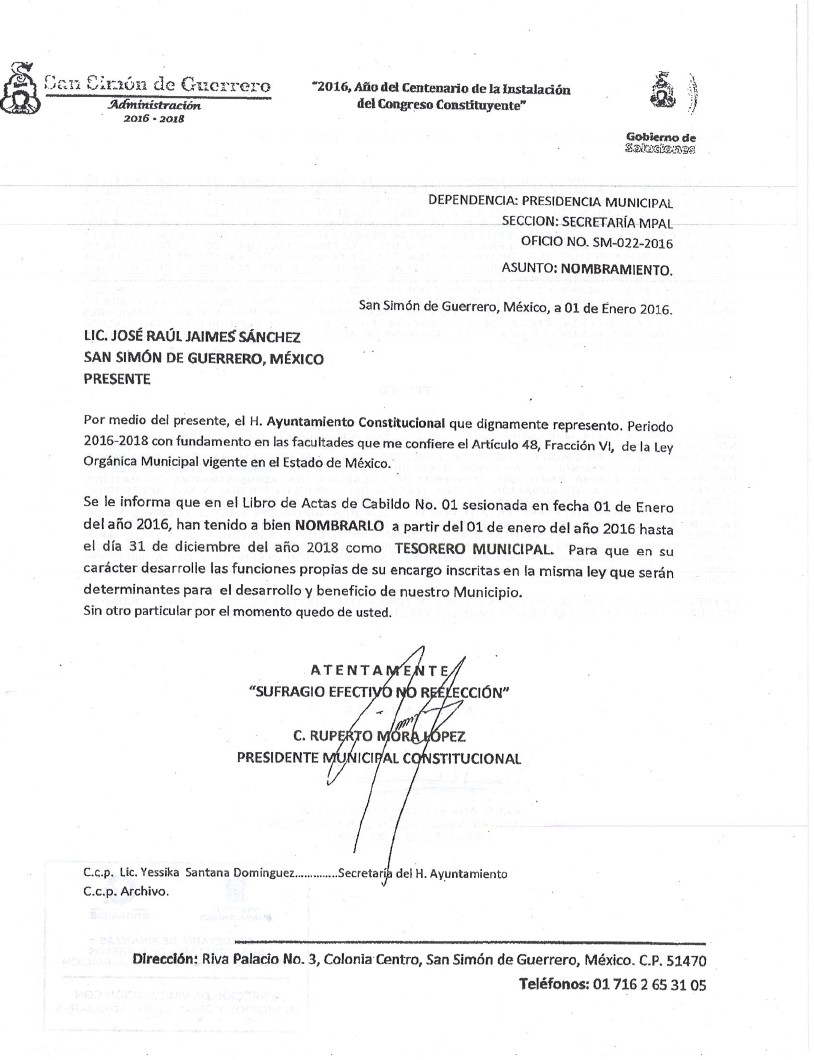 San Simón de Guerrero
Administración
2016 - 2018
"2016, Año del Centenario de la Instalación
del Congreso Constituyente"
Gobierno de
Soluciones
DEPENDENCIA: PRESIDENCIA MUNICIPAL
SECCION: SECRETARÍA MPAL
OFICIO NO. SM-022-2016
ASUNTO: NOMBRAMIENTO.
San Simón de Guerrero, México, a 01 de Enero 2016.
LIC. JOSÉ RAÚL JAIMES SÁNCHEZ
SAN SIMÓN DE GUERRERO, MÉXICO
PRESENTE
Por medio del presente, el H. Ayuntamiento Constitucional que dignamente represento. Periodo
2016-2018 con fundamento en las facultades que me confiere el Artículo 48, Fracción VI, de la Ley
Orgánica Municipal vigente en el Estado de México.
Se le informa que en el Libro de Actas de Cabildo No. 01 sesionada en fecha 01 de Enero
del año 2016, han tenido a bien NOMBRARLO a partir del 01 de enero del año 2016 hasta
el día 31 de diciembre del año 2018 como TESORERO MUNICIPAL. Para que en su
carácter desarrolle las funciones propias de su encargo inscritas en la misma ley que serán
determinantes para el desarrollo y beneficio de nuestro Municipio.
Sin otro particular por el momento quedo de usted.
ATENTAMENTE
"SUFRAGIO EFECTIVO NO REELECCIÓN"
C. RUPERTO MORA LÓPEZ
PRESIDENTE MUNICIPAL CONSTITUCIONAL
C.c.p. Lic. Yessika Santana Domínguez.............Secretaria del H. Ayuntamiento
C.c.p. Archivo.
Dirección: Riva Palacio No. 3, Colonia Centro, San Simón de Guerrero, México. C.P. 51470
Teléfonos: 01 716 2 65 31 05